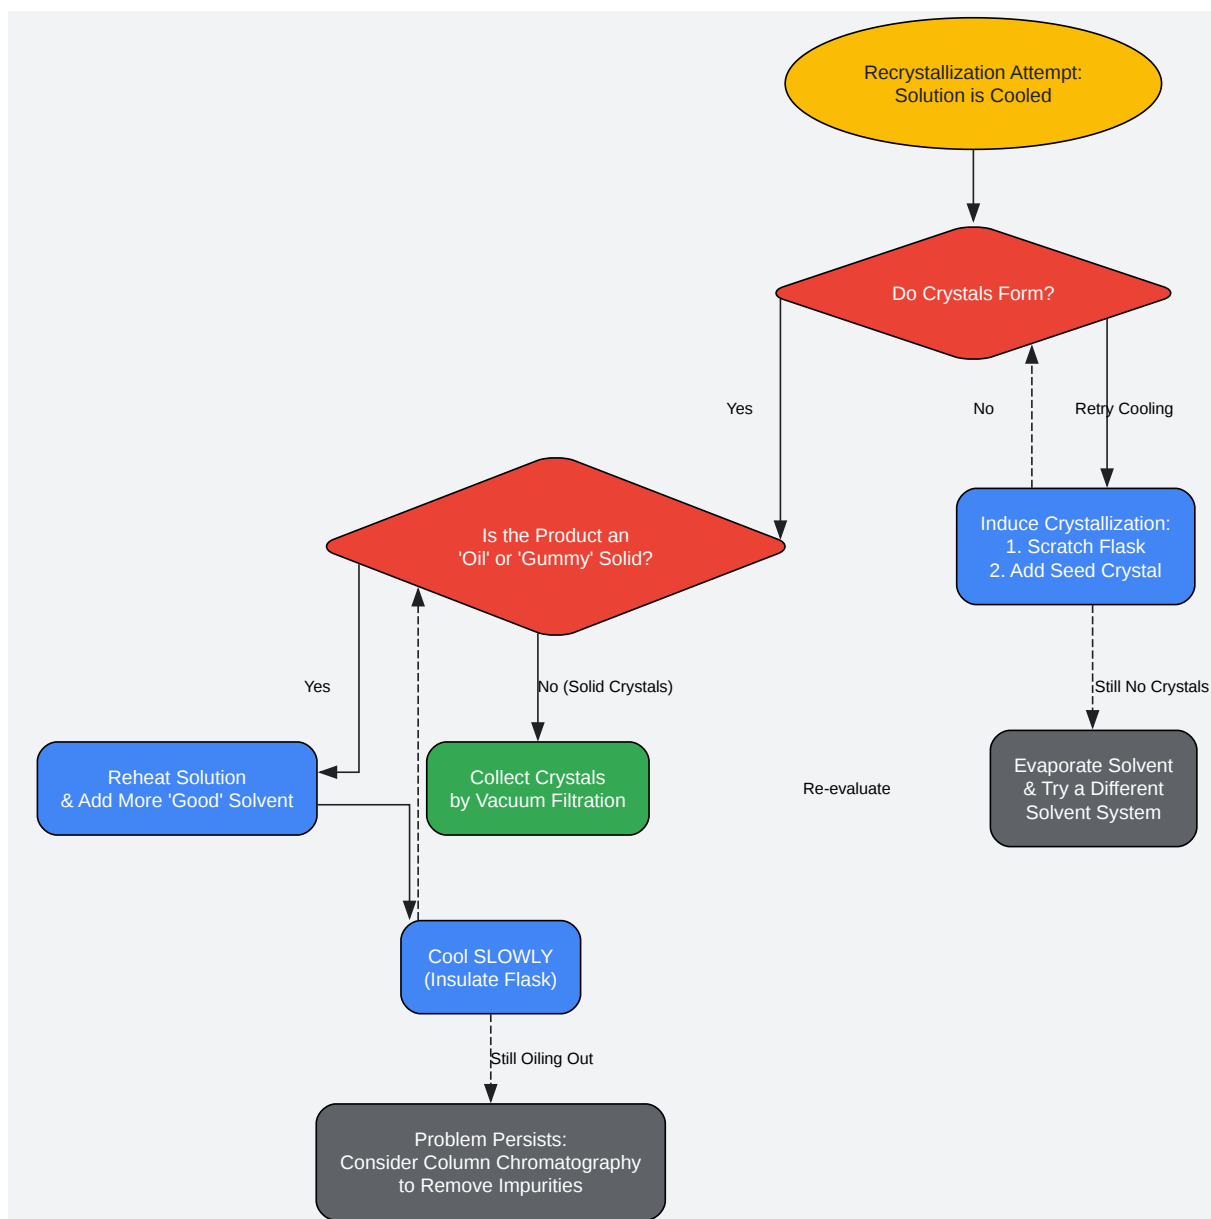 Recrystallization Attempt:
Solution is Cooled
Do Crystals Form?
Yes
No
Retry Cooling
Is the Product an
'Oil' or 'Gummy' Solid?
Induce Crystallization:
1. Scratch Flask
2. Add Seed Crystal
Yes
No (Solid Crystals)
Still No Crystals
Reheat Solution
& Add More 'Good' Solvent
Collect Crystals
by Vacuum Filtration
Re-evaluate
Evaporate Solvent
& Try a Different
Solvent System
Cool SLOWLY
(Insulate Flask)
Still Oiling Out
Problem Persists:
Consider Column Chromatography
to Remove Impurities